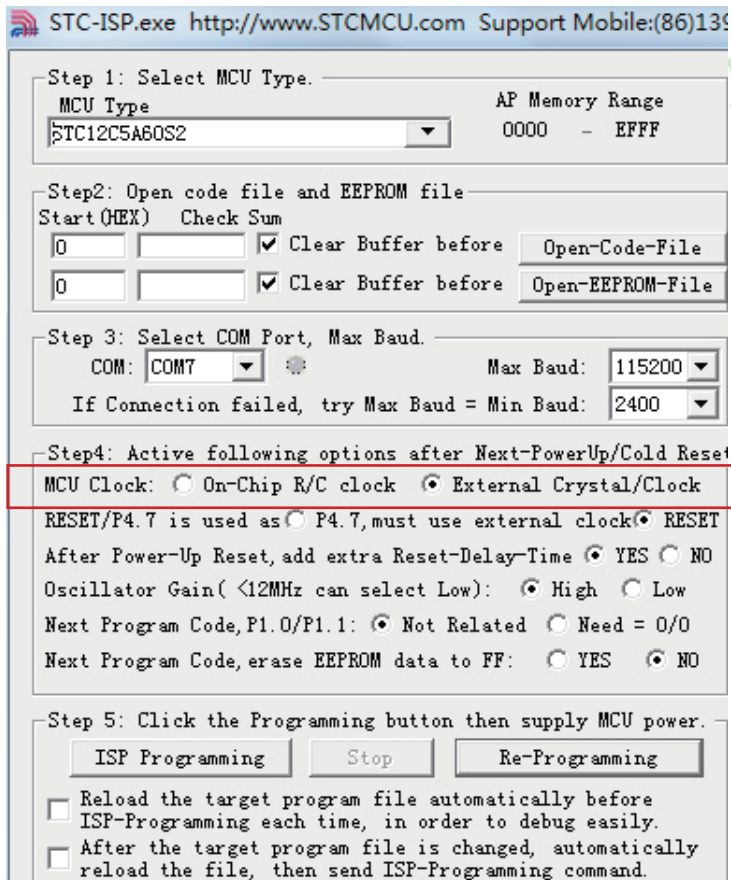 STC-ISP.exe http://www.STCMCU.com Support Mobile:(86)139
Step 1: Select MCU Type.
MCU Type AP Memory Range
STC12C5A60S2 0000 - EFFF
Step2: Open code file and EEPROM file
Start(HEX) Check Sum
0 Clear Buffer before Open-Code-File
0 Clear Buffer before Open-EEPROM-File
Step 3: Select COM Port, Max Baud.
COM: COM7 Max Baud: 115200
If Connection failed, try Max Baud = Min Baud: 2400
Step4: Active following options after Next-PowerUp/Cold Reset
MCU Clock: On-Chip R/C clock External Crystal/Clock
RESET/P4.7 is used as P4.7, must use external clock RESET
After Power-Up Reset, add extra Reset-Delay-Time YES NO
Oscillator Gain( <12MHz can select Low): High Low
Next Program Code, P1.0/P1.1: Not Related Need = 0/0
Next Program Code, erase EEPROM data to FF: YES NO
Step 5: Click the Programming button then supply MCU power.
ISP Programming Stop Re-Programming
Reload the target program file automatically before
ISP-Programming each time, in order to debug easily.
After the target program file is changed, automatically
reload the file, then send ISP-Programming command.